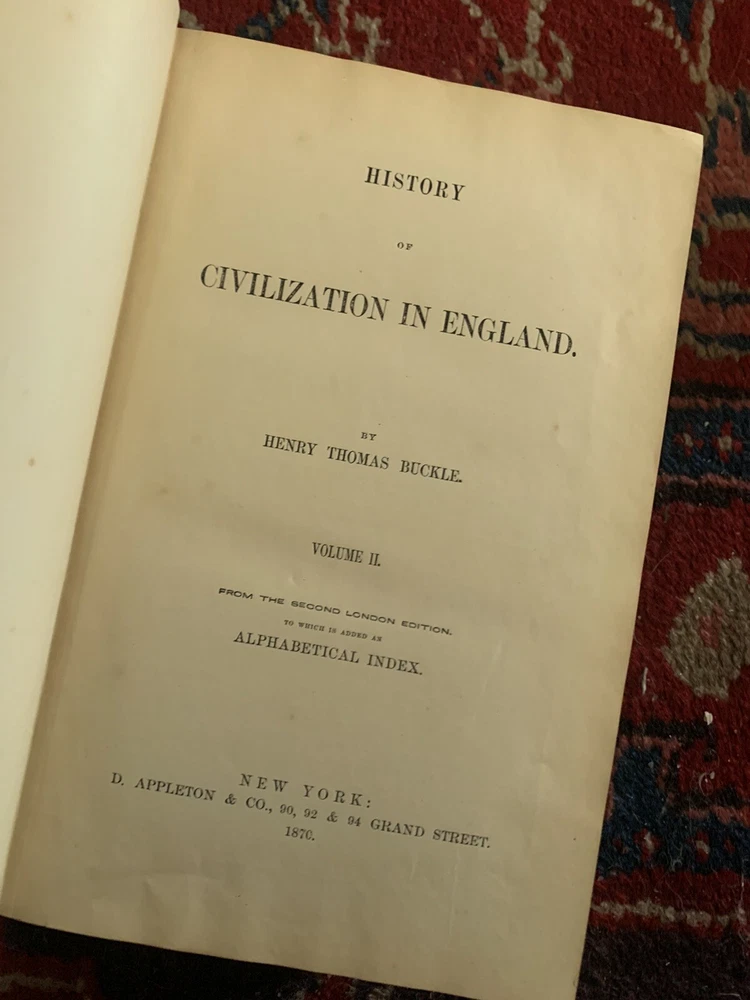 HISTORY
OF
CIVILIZATION IN ENGLAND.
BY
HENRY THOMAS BUCKLE.
VOLUME II.
FROM THE SECOND LONDON EDITION.
TO WHICH IS ADDED AN
ALPHABETICAL INDEX.
NEW YORK:
D. APPLETON & CO., 90, 92 & 94 GRAND STREET.
1870.